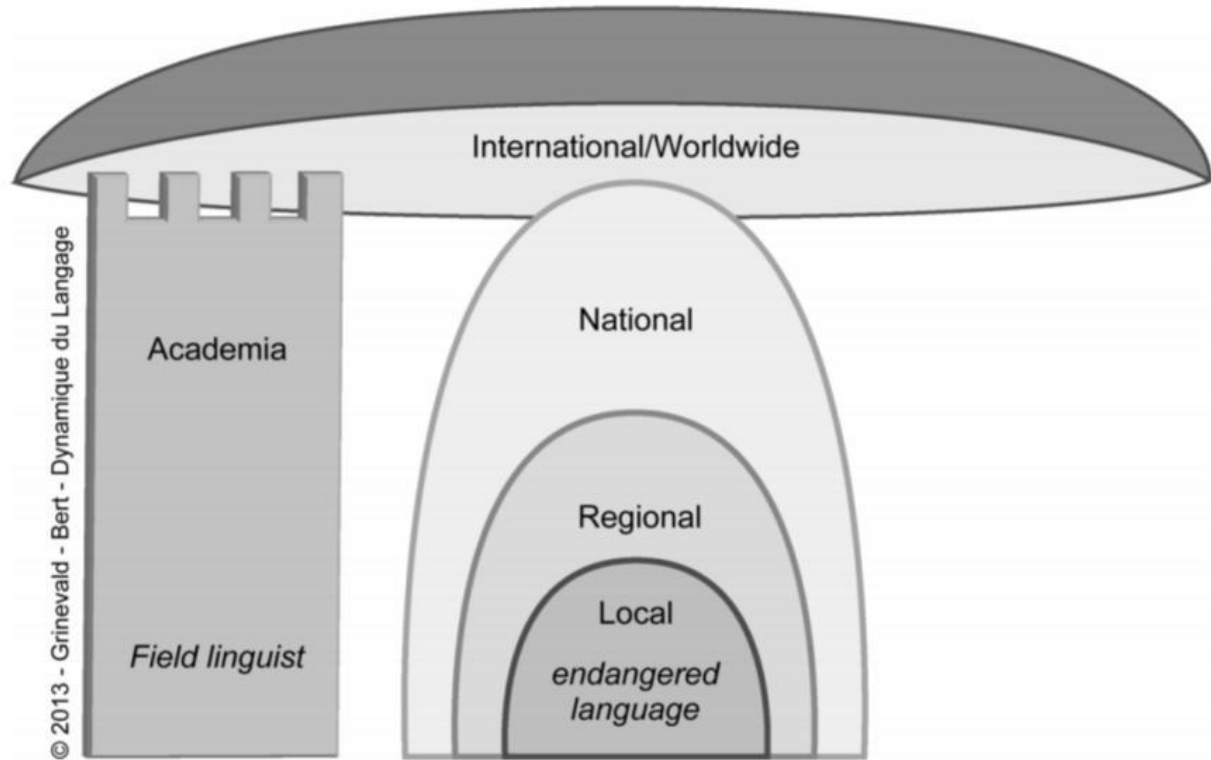 International/Worldwide
National
Academia
Regional
Local
Field linguist
endangered
language
© 2013 - Grinevald - Bert - Dynamique du Langage